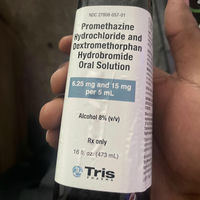 NDC 27808-057-01
Promethazine
Hydrochloride and
Dextromethorphan
Hydrobromide
Oral Solution
6.25 mg and 15 mg
per 5 mL
Alcohol 8% (v/v)
Rx only
16 fl oz (473 mL)
Tris
PHARMA